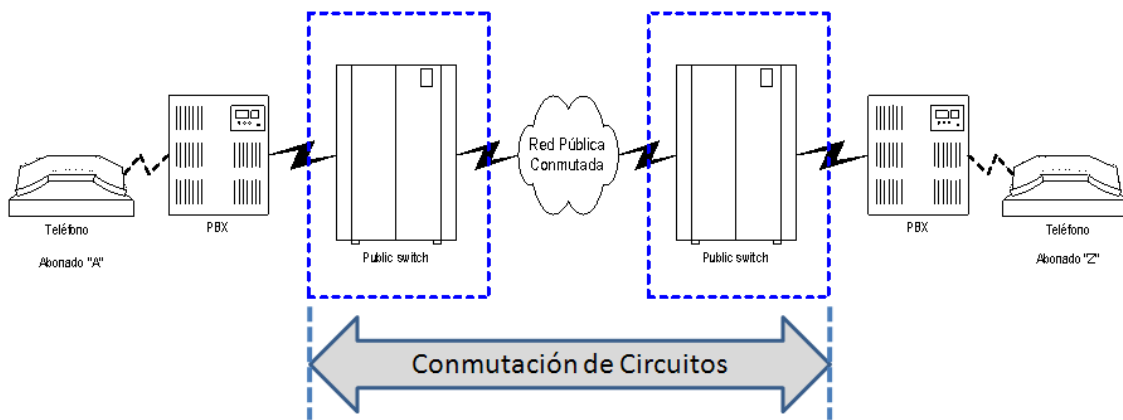 Red Pública
Conmutada
Teléfono
Abonado "A"
PBX
Public switch
Public switch
PBX
Teléfono
Abonado "Z"
Conmutación de Circuitos